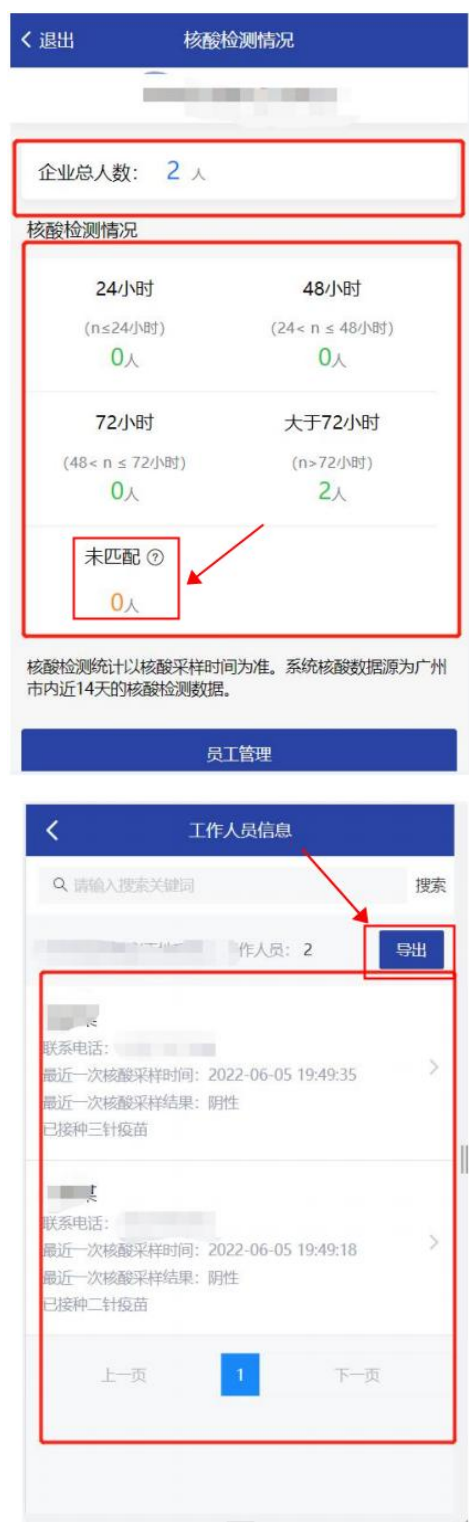 退出 核酸检测情况
企业总人数： 2 人
核酸检测情况
24小时 48小时
(n≤24小时) (24< n ≤ 48小时)
0人 0人
72小时 大于72小时
(48< n ≤ 72小时) (n>72小时)
0人 2人
未匹配 ?
0人
核酸检测统计以核酸采样时间为准。系统核酸数据源为广州
市内近14天的核酸检测数据。
员工管理
工作人员信息
请输入搜索关键词 搜索
作人员： 2 导出
联系电话：
最近一次核酸采样时间：2022-06-05 19:49:35
最近一次核酸采样结果：阴性
已接种三针疫苗
某
联系电话：
最近一次核酸采样时间：2022-06-05 19:49:18
最近一次核酸采样结果：阴性
已接种二针疫苗
上一页 1 下一页